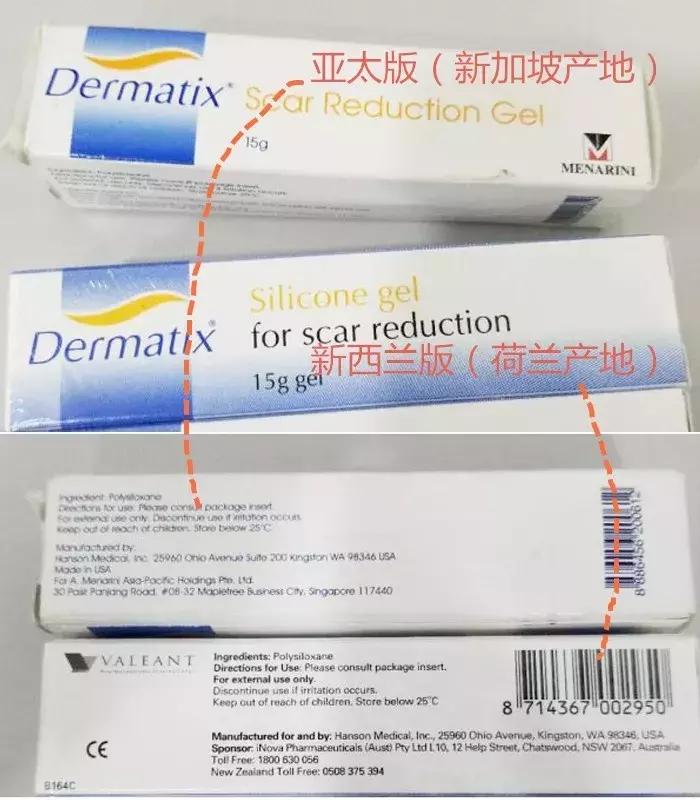 亚太版（新加坡产地）
Dermatix®
Scar Reduction Gel
15g
MENARINI
Silicone gel
Dermatix®
for scar reduction
新西兰版（荷兰产地）
15g gel
Ingredient: Polysiloxane
Directions for use: Please consult package insert.
For external use only. Discontinue use if irritation occurs.
Keep out of reach of children. Store below 25°C
Manufactured by:
Hanson Medical, Inc. 25960 Ohio Avenue Suite 200 Kingston WA 98346 USA
Made in USA
For A. Menarini Asia-Pacific Holdings Pte. Ltd.
30 Pasir Panjang Road, #08-32 Mapletree Business City, Singapore 117440
8 886456 200612
VALEANT
Ingredients: Polysiloxane
Directions for Use: Please consult package insert.
For external use only.
Discontinue use if irritation occurs.
Keep out of reach of children, Store below 25°C
8 714367 002950
Manufactured for and by: Hanson Medical, Inc., 25960 Ohio Avenue, Kingston, WA 98346, USA
Sponsor: iNova Pharmaceuticals (Aust) Pty Ltd L10, 12 Help Street, Chatswood, NSW 2067, Australia
Toll Free: 1800 630 056
New Zealand Toll Free: 0508 375 394
CE
B164C